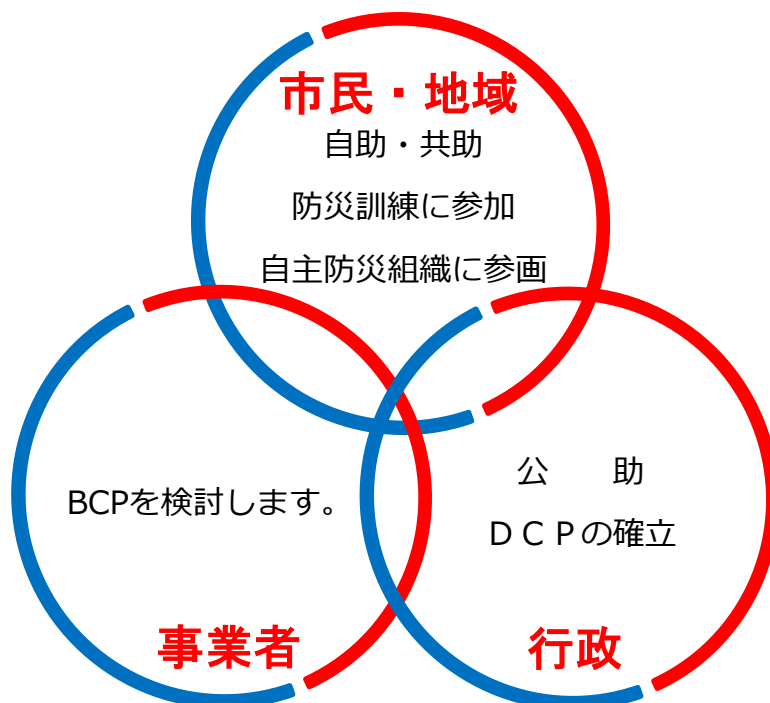 市民・地域
自助・共助
防災訓練に参加
自主防災組織に参画
BCPを検討します。
事業者
公　　助
ＤＣＰの確立
行政